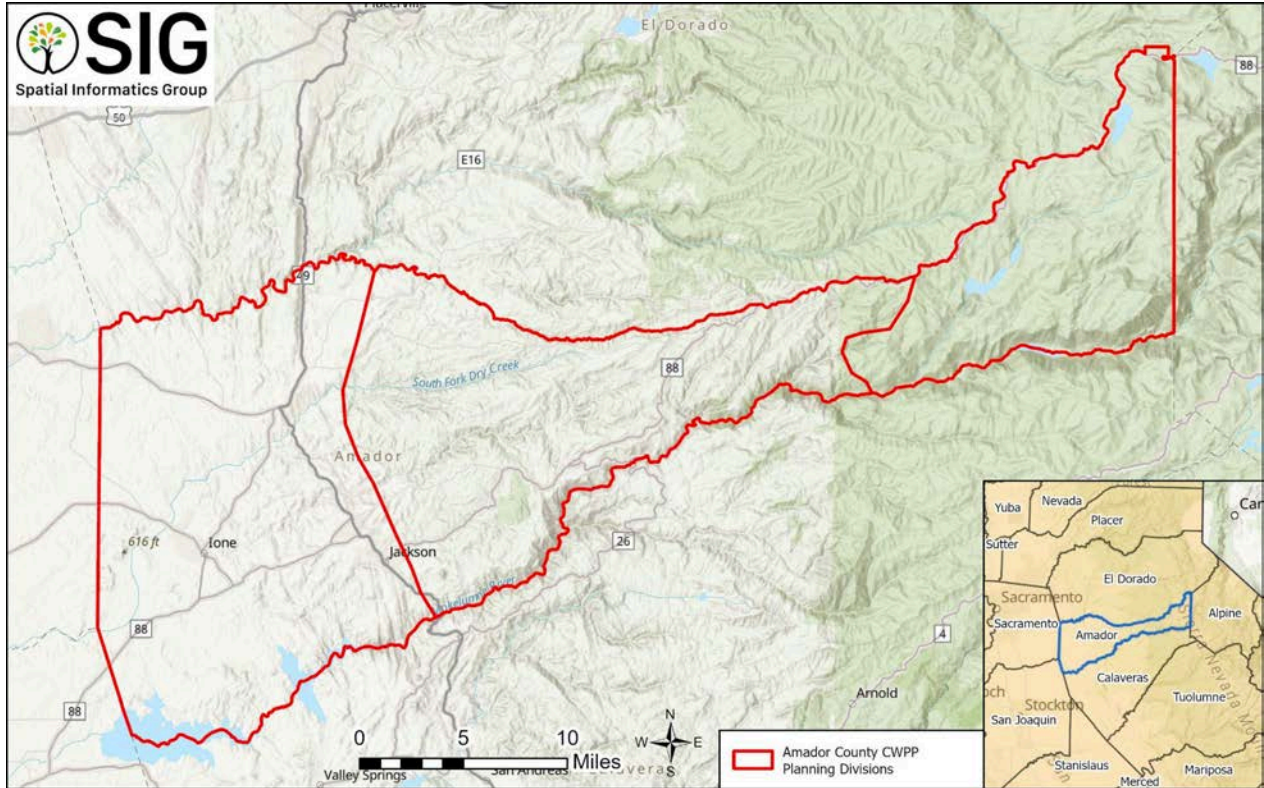 SIG
Spatial Informatics Group
Placerville
El Dorado
88
50
E16
49
88
South Fork Dry Creek
Amador
616 ft
Ione
Jackson
26
88
4
88
Arnold
0 5 10
Miles
Valley Springs
San Andreas
N
W E
S
Amador County CWPP
Planning Divisions
Yuba
Nevada
Placer
Sutter
El Dorado
Sacramento
Sacramento
Amador
Alpine
Calaveras
Tuolumne
Stockton
San Joaquin
Stanislaus
Merced
Mariposa